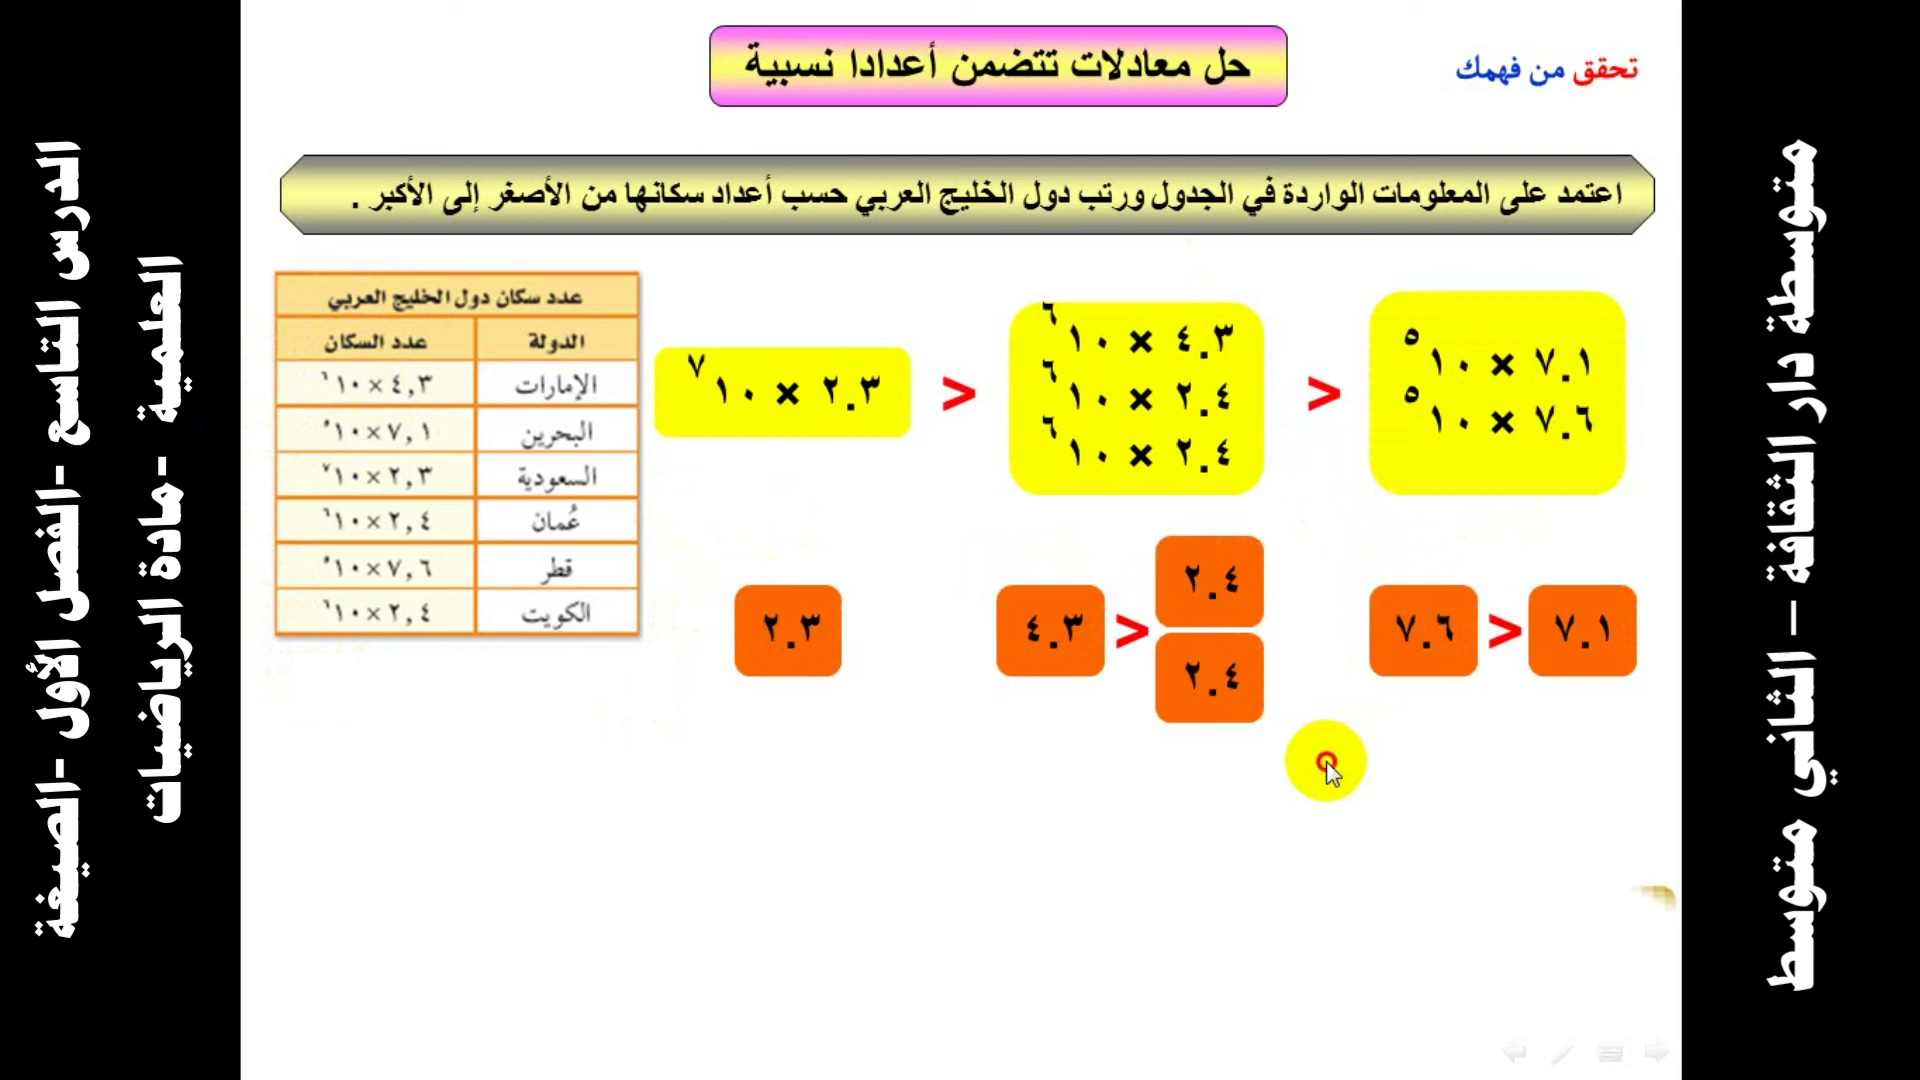 حل معادلات تتضمن أعدادا نسبية
تحقق من فهمك
اعتمد على المعلومات الواردة في الجدول ورتب دول الخليج العربي حسب أعداد سكانها من الأصغر إلى الأكبر .
٧.١ × ١٠ ٥
٧.٦ × ١٠ ٥
>
٤.٣ × ١٠ ٦
٢.٤ × ١٠ ٦
٢.٤ × ١٠ ٦
>
٢.٣ × ١٠ ٧
عدد سكان دول الخليج العربي
الدولة عدد السكان
الإمارات ٤,٣ × ١٠ ٦
البحرين ٧,١ × ١٠ ٥
السعودية ٢,٣ × ١٠ ٧
عُمان ٢,٤ × ١٠ ٦
قطر ٧,٦ × ١٠ ٥
الكويت ٢,٤ × ١٠ ٦
٧.١ > ٧.٦
٢.٤
٢.٤
> ٤.٣
٢.٣
متوسطة دار الثقافة – الثاني متوسط
الدرس التاسع -الفصل الأول -الصيغة
العلمية -مادة الرياضيات